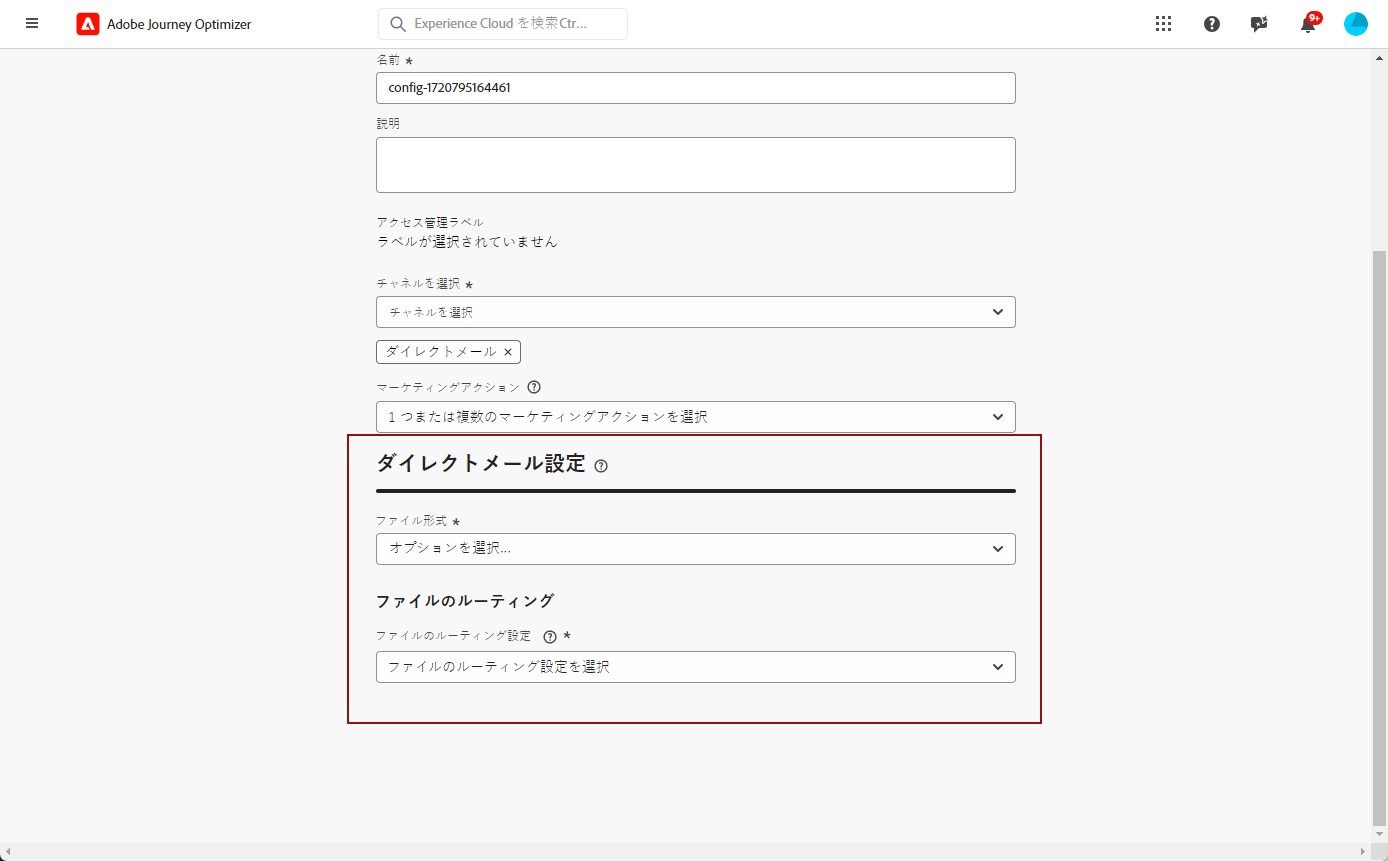 Adobe Journey Optimizer
Experience Cloud を検索Ctr...
9+
名前 *
config-1720795164461
説明
アクセス管理ラベル
ラベルが選択されていません
チャネルを選択 *
チャネルを選択
ダイレクトメール ×
マーケティングアクション ?
1 つまたは複数のマーケティングアクションを選択
ダイレクトメール設定 ?
ファイル形式 *
オプションを選択...
ファイルのルーティング
ファイルのルーティング設定 ? *
ファイルのルーティング設定を選択